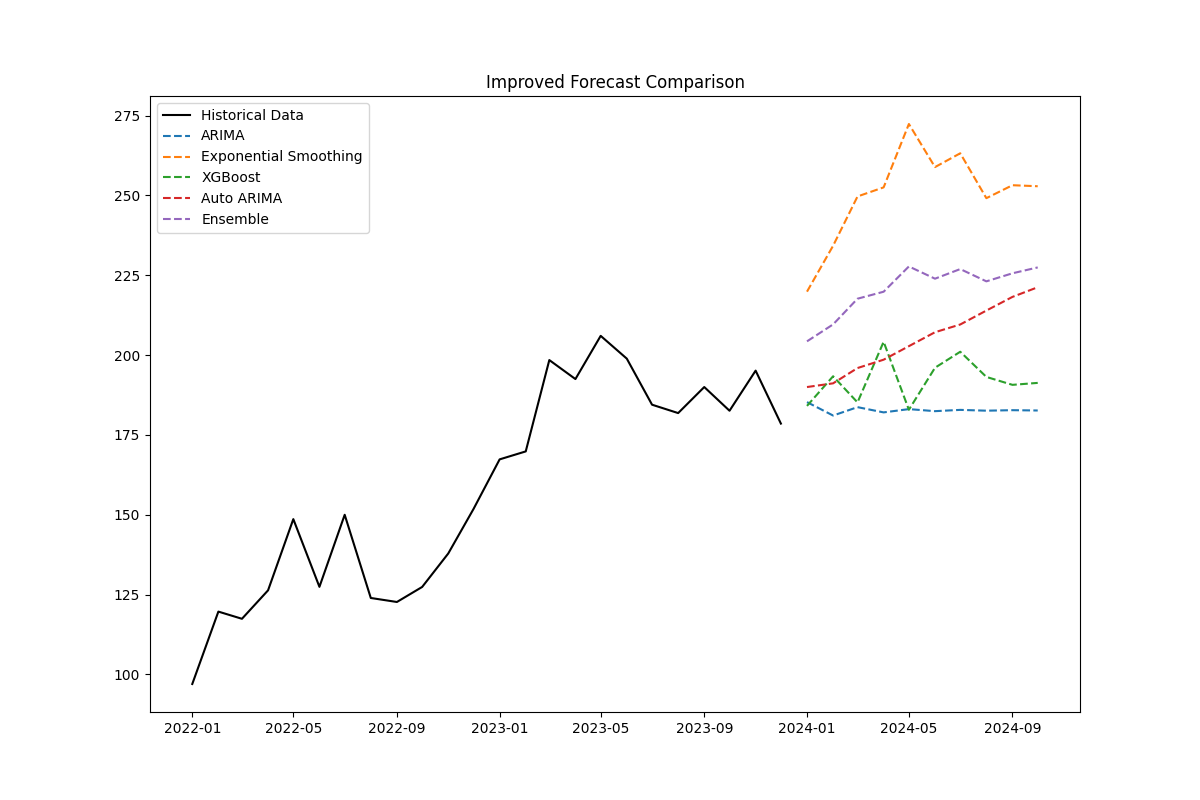 Improved Forecast Comparison
275
250
225
200
175
150
125
100
Historical Data
ARIMA
Exponential Smoothing
XGBoost
Auto ARIMA
Ensemble
2022-01 2022-05 2022-09 2023-01 2023-05 2023-09 2024-01 2024-05 2024-09